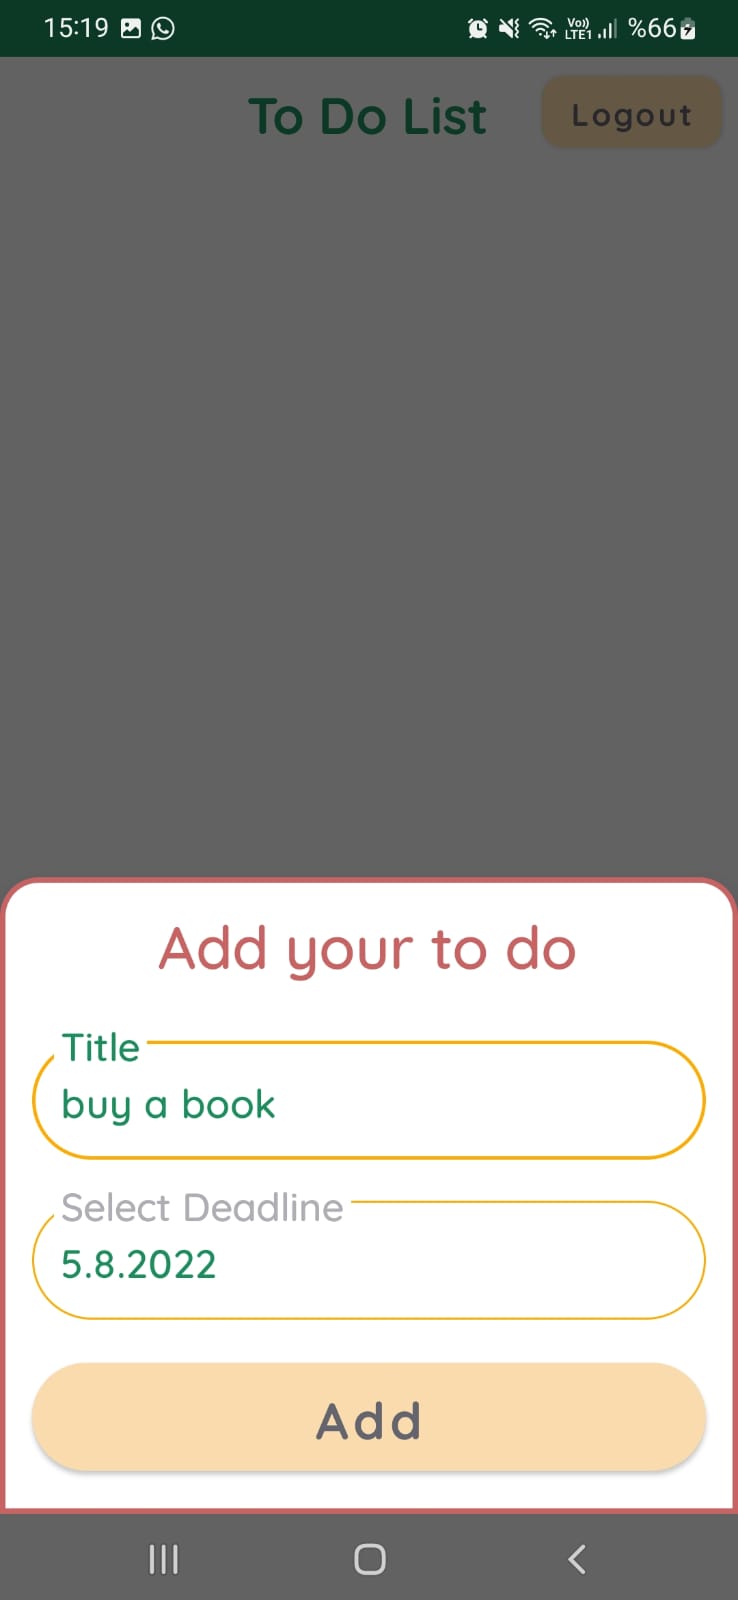 15:19 Vo)) LTE1 %66
To Do List Logout
Add your to do
Title
buy a book
Select Deadline
5.8.2022
Add